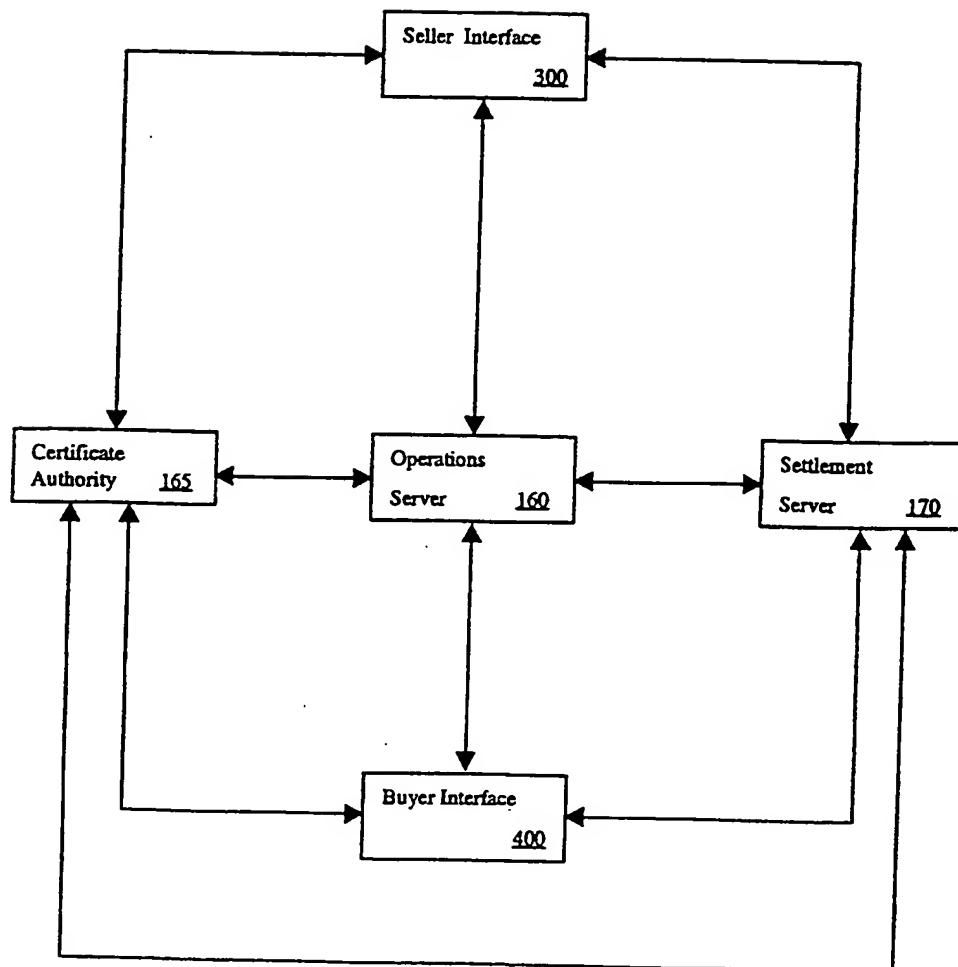 Seller Interface
300
Certificate
Authority 165
Operations
Server 160
Settlement
Server 170
Buyer Interface
400